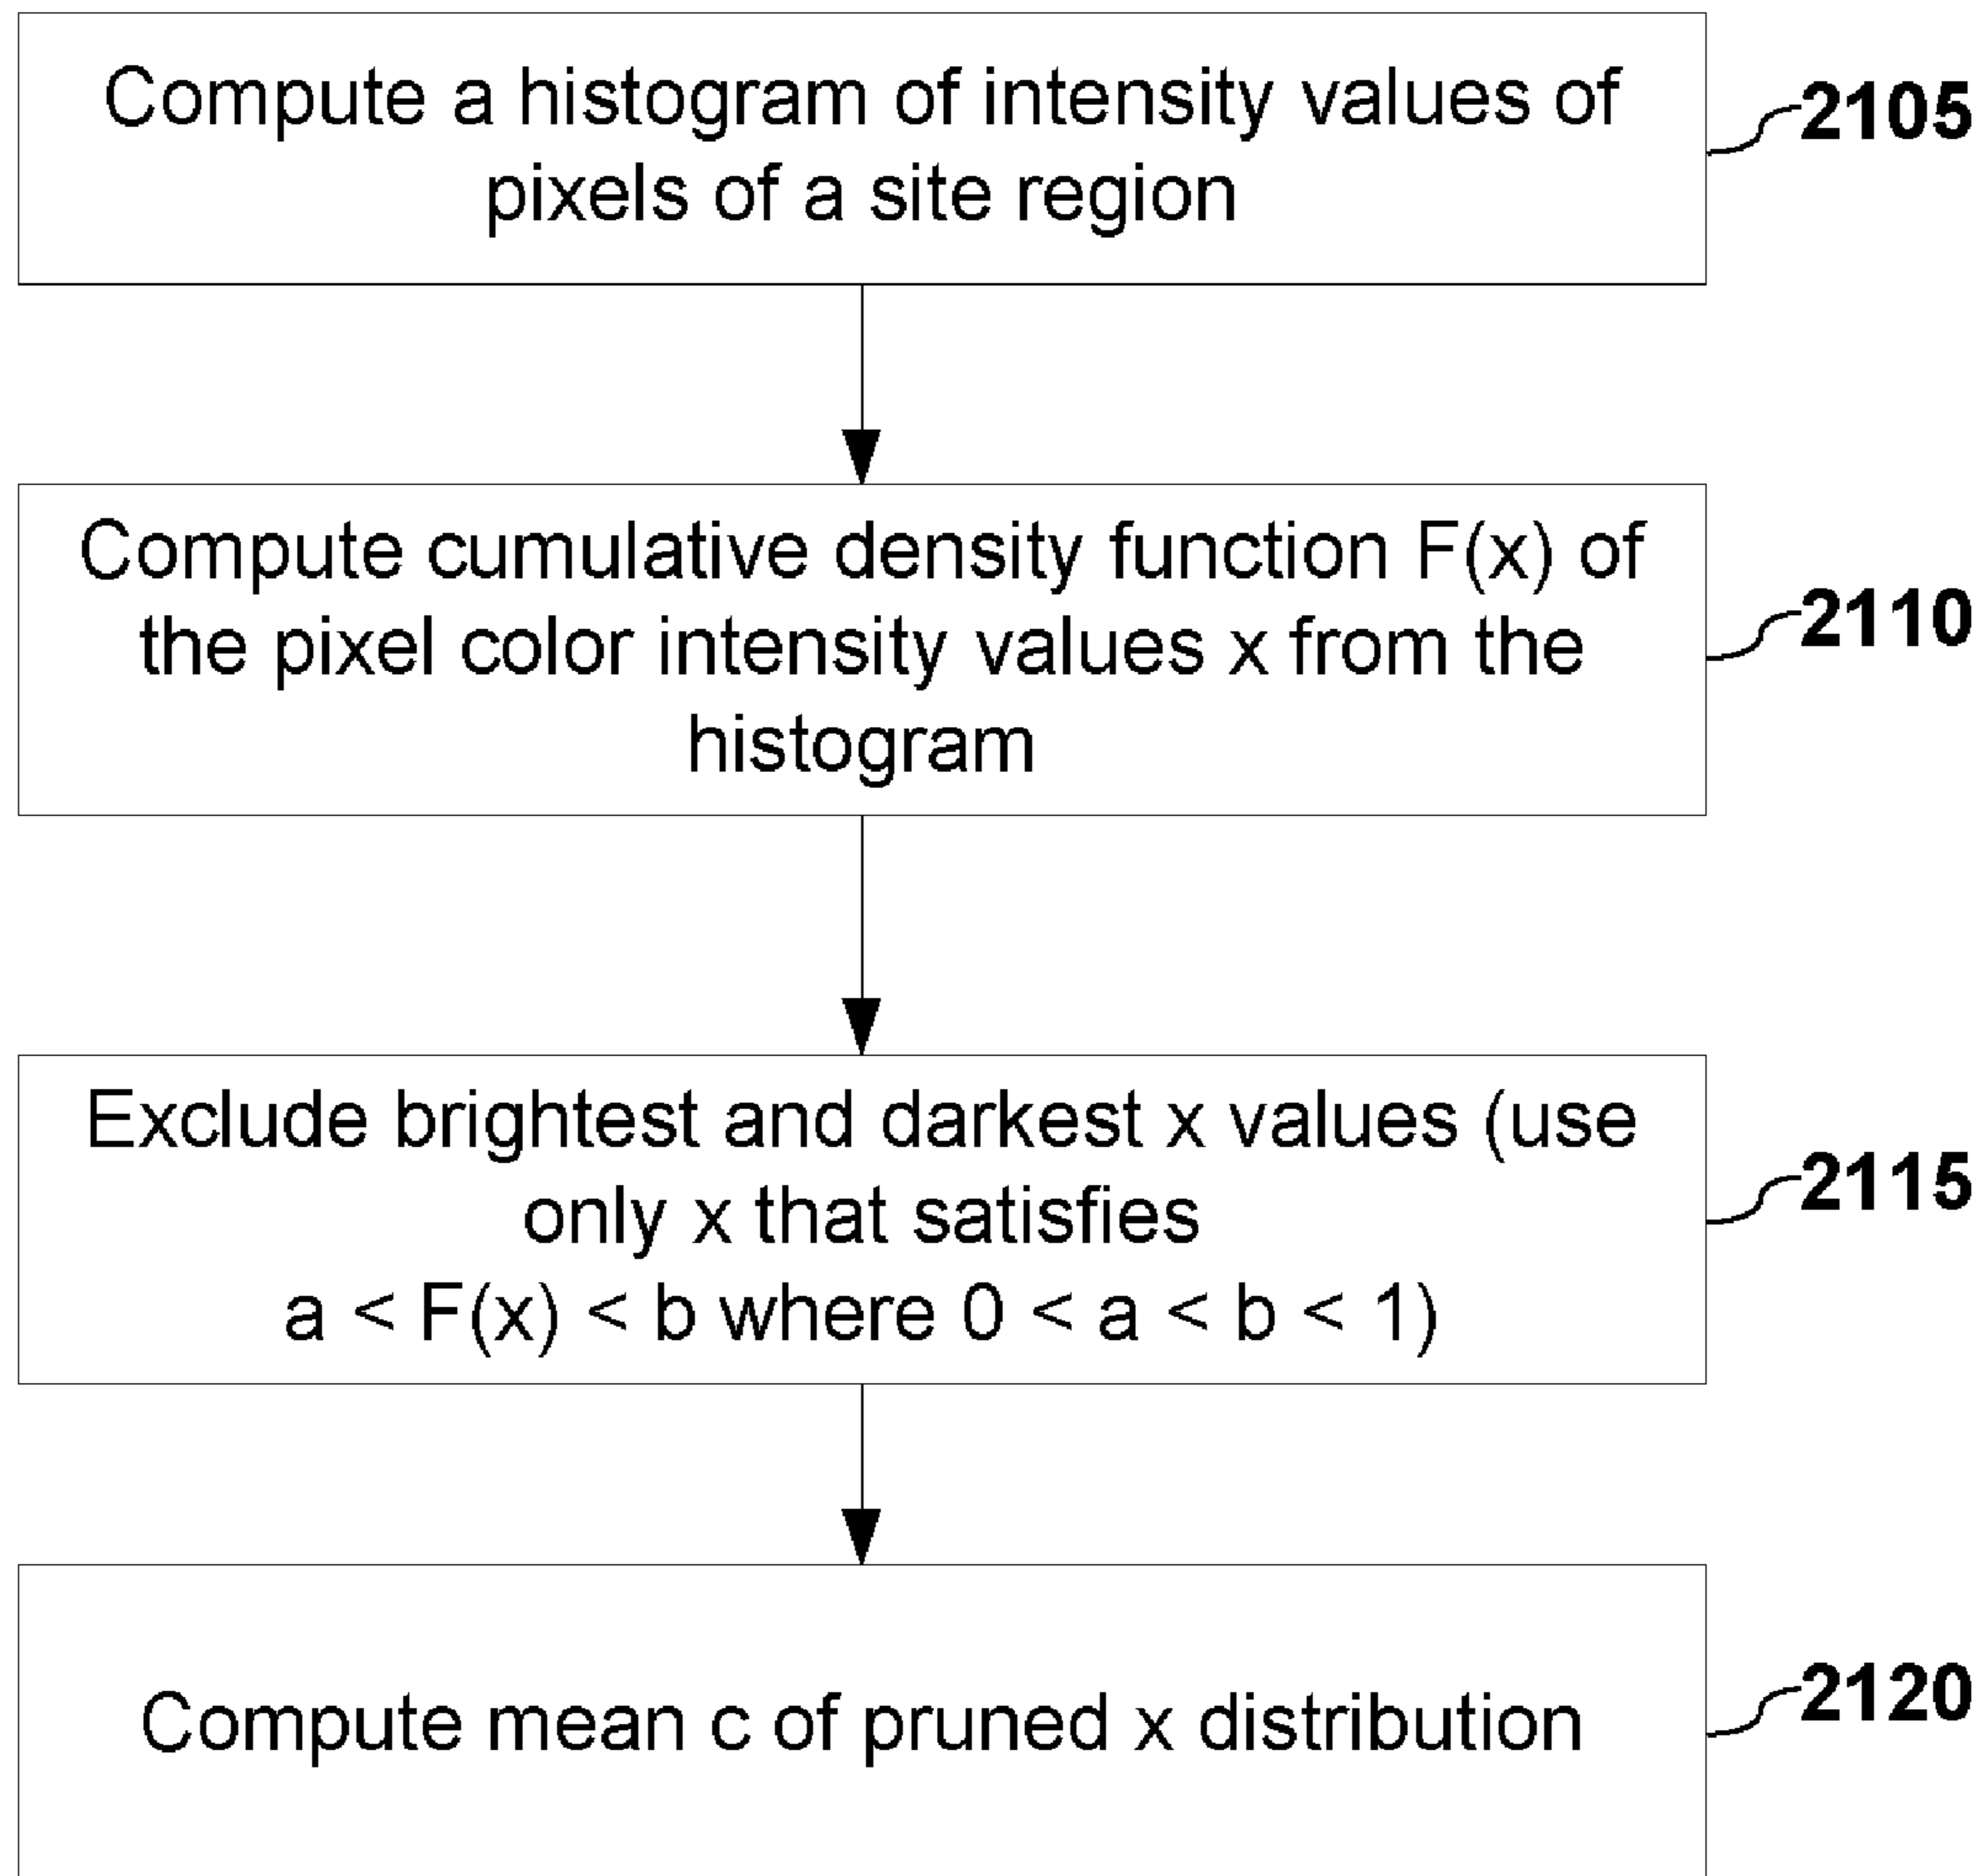 Compute a histogram of intensity values of
pixels of a site region
2105
Compute cumulative density function F(x) of
the pixel color intensity values x from the
histogram
2110
Exclude brightest and darkest x values (use
only x that satisfies
a < F(x) < b where 0 < a < b < 1)
2115
Compute mean c of pruned x distribution
2120